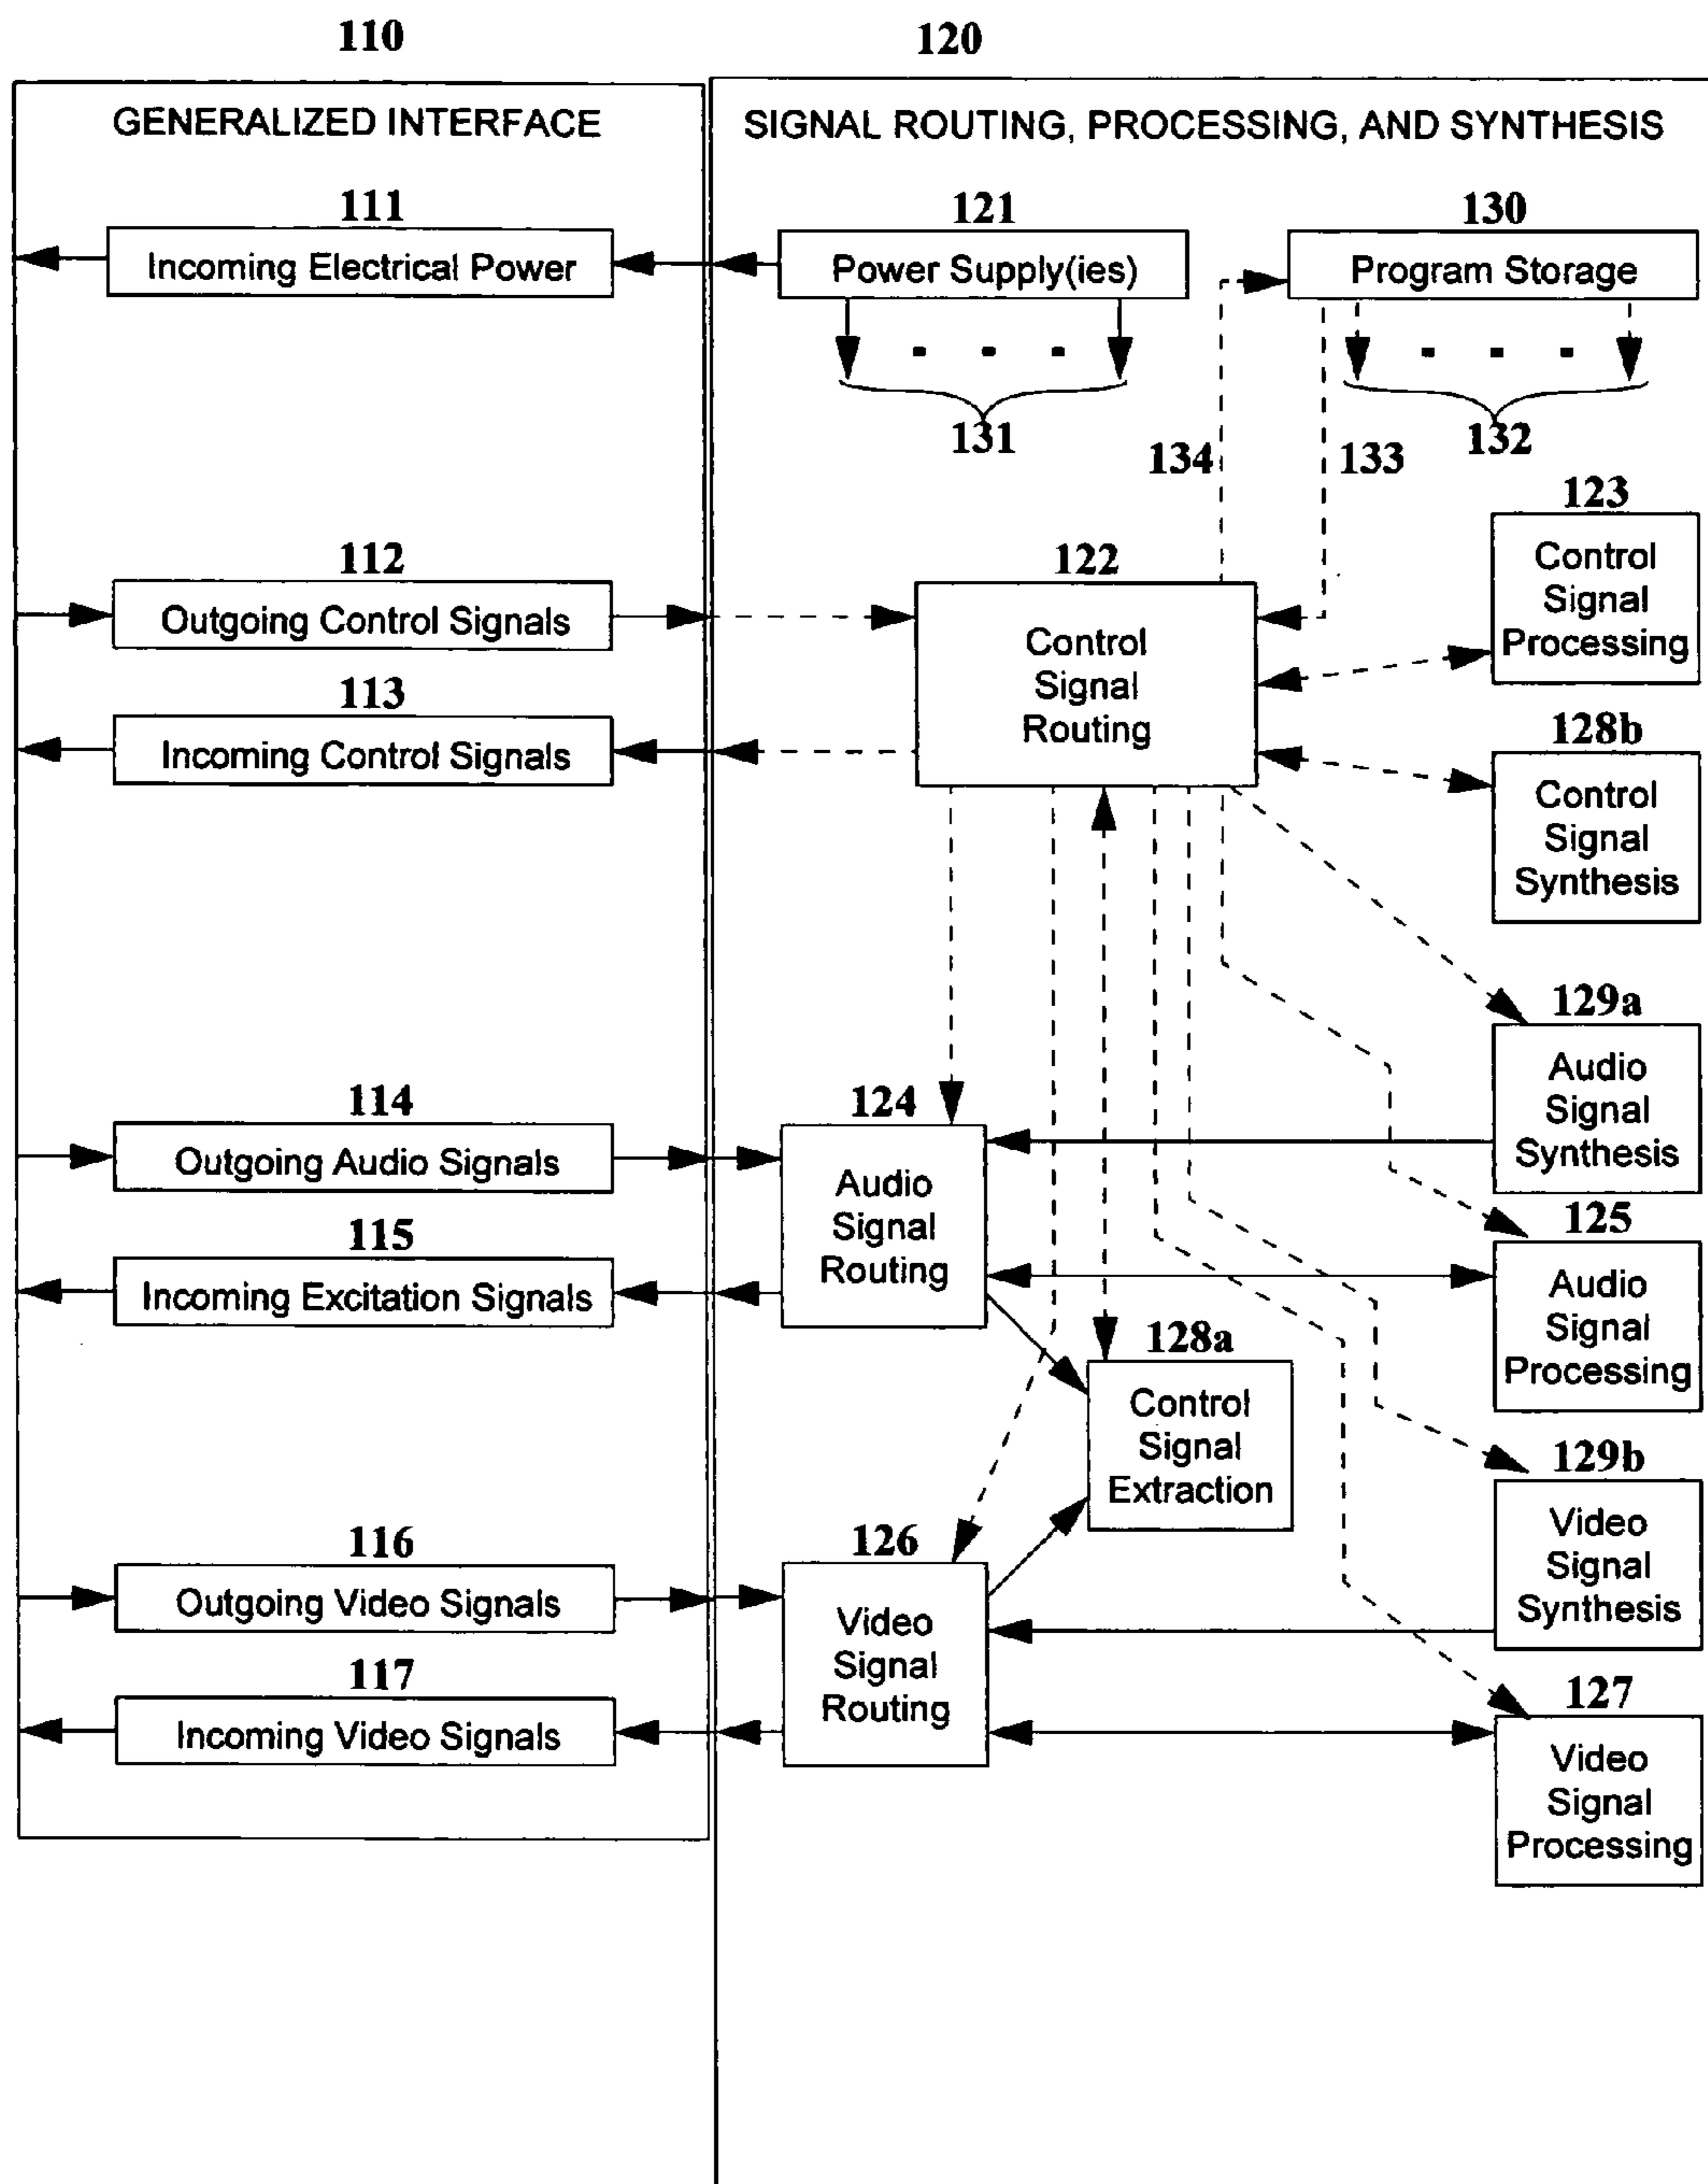 110
120
GENERALIZED INTERFACE
SIGNAL ROUTING, PROCESSING, AND SYNTHESIS
111
Incoming Electrical Power
121
Power Supply(ies)
130
Program Storage
131
132
134
133
123
Control
Signal
Processing
112
Outgoing Control Signals
122
Control
Signal
Routing
113
Incoming Control Signals
128b
Control
Signal
Synthesis
129a
Audio
Signal
Synthesis
114
Outgoing Audio Signals
124
Audio
Signal
Routing
115
Incoming Excitation Signals
125
Audio
Signal
Processing
128a
Control
Signal
Extraction
129b
Video
Signal
Synthesis
116
Outgoing Video Signals
126
Video
Signal
Routing
117
Incoming Video Signals
127
Video
Signal
Processing